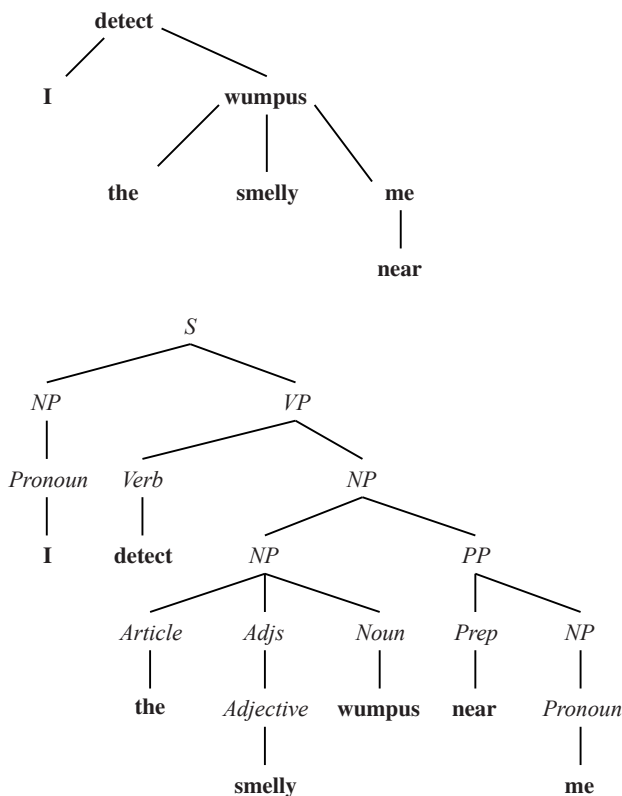 detect
I wumpus
the smelly me
near
S
NP VP
Pronoun Verb NP
I detect NP PP
Article Adjs Noun Prep NP
the Adjective wumpus near Pronoun
smelly me